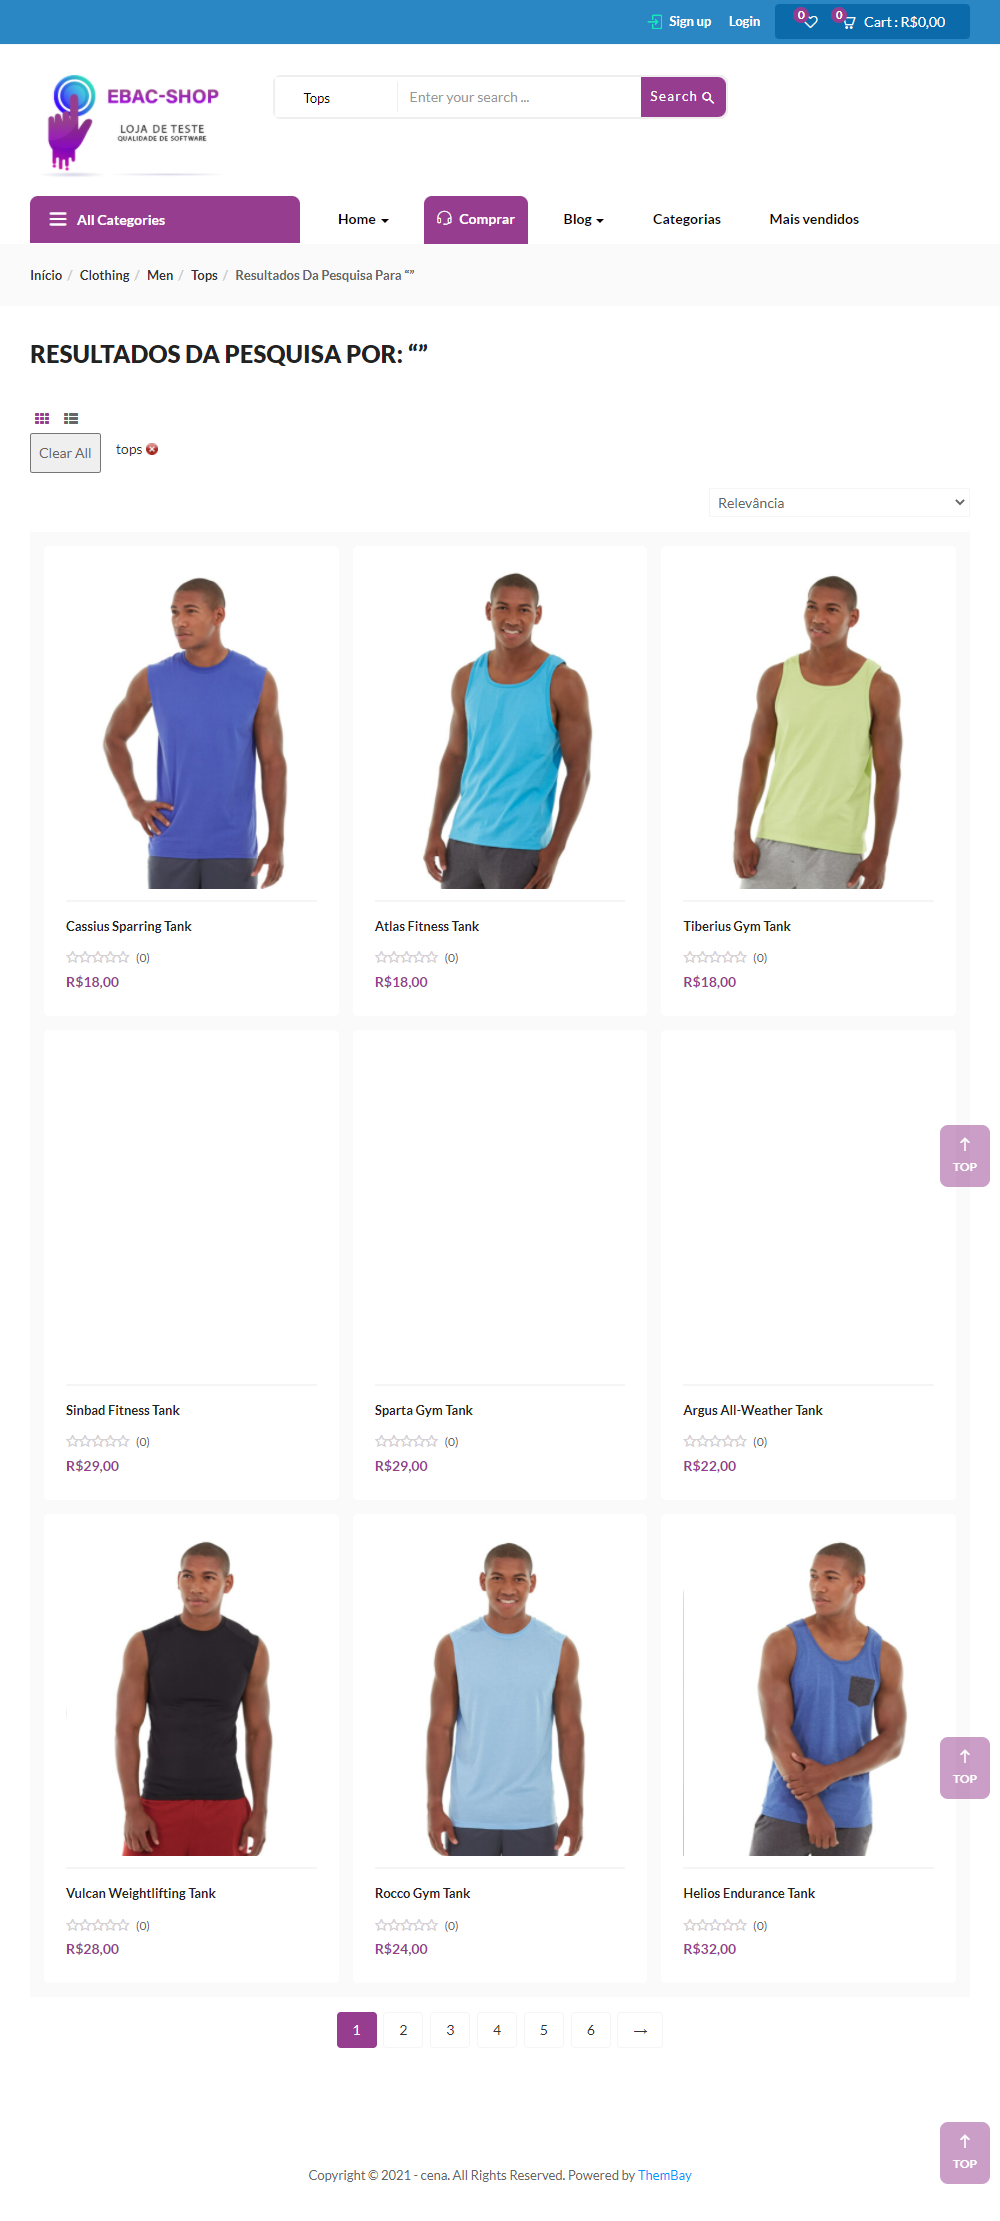 Sign up Login 0 0 Cart : R$0,00
EBAC-SHOP
LOJA DE TESTE
QUALIDADE DE SOFTWARE
Tops Enter your search ... Search
All Categories Home Comprar Blog Categorias Mais vendidos
Início / Clothing / Men / Tops / Resultados Da Pesquisa Para “”
RESULTADOS DA PESQUISA POR: “”
Clear All tops
Relevância
Cassius Sparring Tank Atlas Fitness Tank Tiberius Gym Tank
(0) (0) (0)
R$18,00 R$18,00 R$18,00
TOP
Sinbad Fitness Tank Sparta Gym Tank Argus All-Weather Tank
(0) (0) (0)
R$29,00 R$29,00 R$22,00
TOP
Vulcan Weightlifting Tank Rocco Gym Tank Helios Endurance Tank
(0) (0) (0)
R$28,00 R$24,00 R$32,00
1 2 3 4 5 6 →
TOP
Copyright © 2021 - cena. All Rights Reserved. Powered by ThemBay